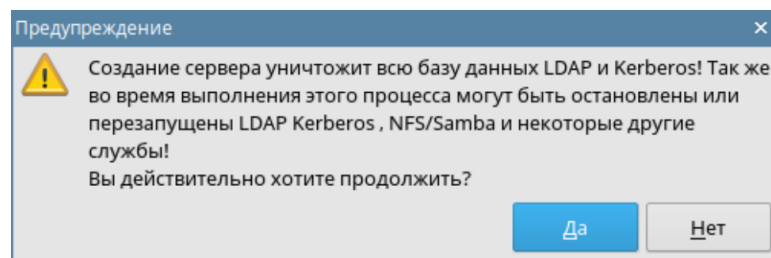 Предупреждение
Создание сервера уничтожит всю базу данных LDAP и Kerberos! Так же
во время выполнения этого процесса могут быть остановлены или
перезапущены LDAP Kerberos , NFS/Samba и некоторые другие
службы!
Вы действительно хотите продолжить?
Да Нет